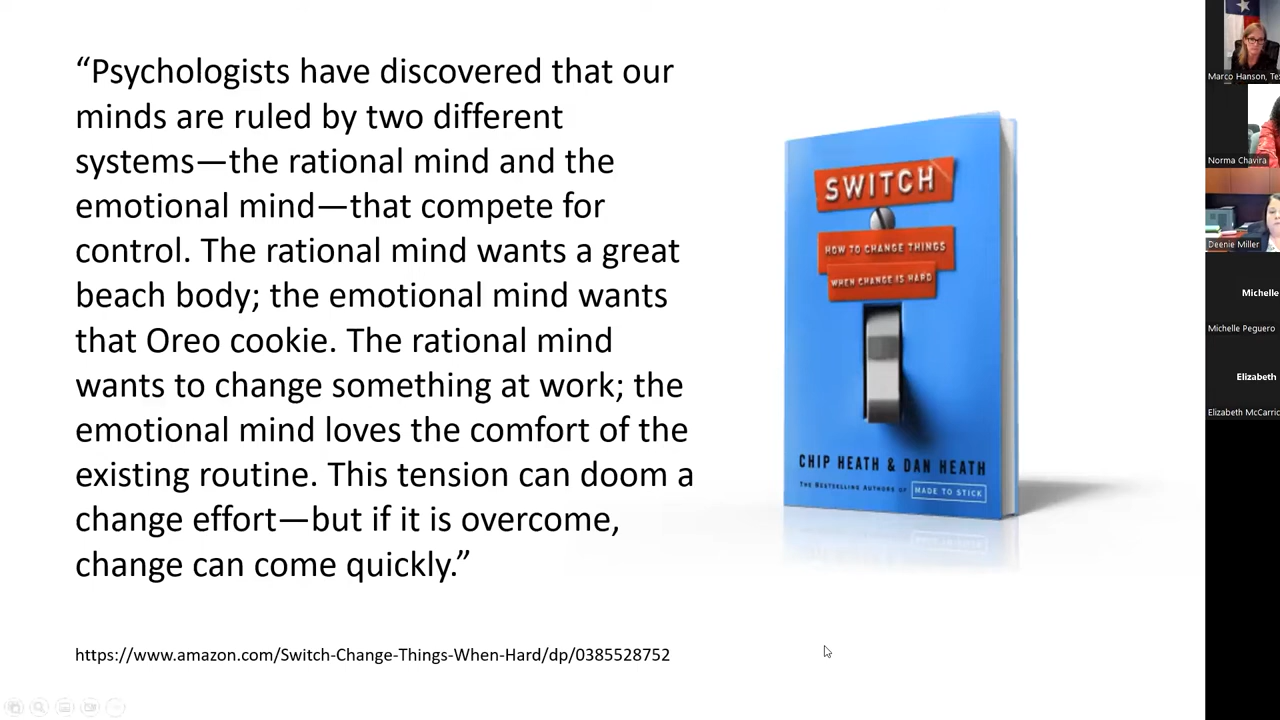 “Psychologists have discovered that our
minds are ruled by two different
systems—the rational mind and the
emotional mind—that compete for
control. The rational mind wants a great
beach body; the emotional mind wants
that Oreo cookie. The rational mind
wants to change something at work; the
emotional mind loves the comfort of the
existing routine. This tension can doom a
change effort—but if it is overcome,
change can come quickly.”
https://www.amazon.com/Switch-Change-Things-When-Hard/dp/0385528752
SWITCH
HOW TO CHANGE THINGS
WHEN CHANGE IS HARD
CHIP HEATH & DAN HEATH
THE BESTSELLING AUTHORS OF MADE TO STICK
Marco Hanson, Te
Norma Chavira
Deenie Miller
Michelle
Michelle Peguero
Elizabeth
Elizabeth McCarric